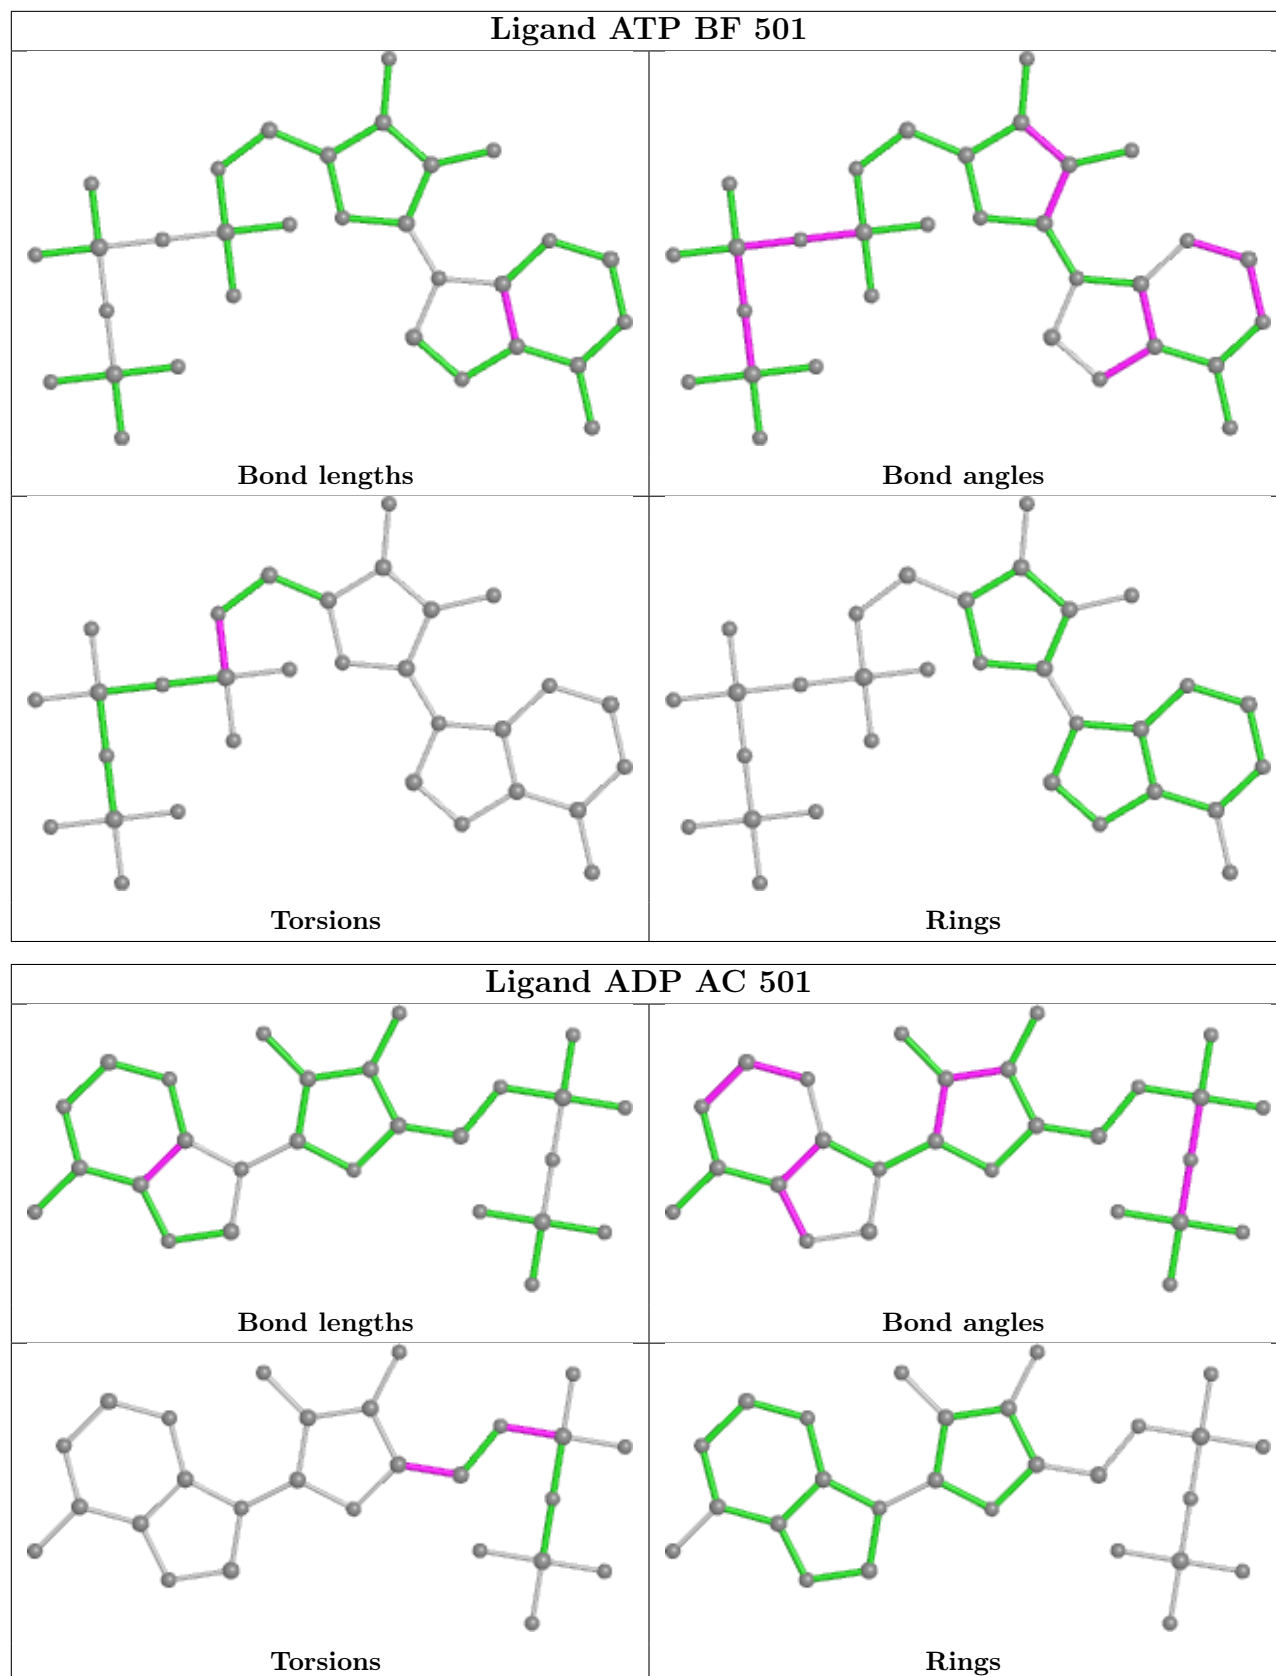 Ligand ATP BF 501
Bond lengths
Bond angles
Torsions
Rings
Ligand ADP AC 501
Bond lengths
Bond angles
Torsions
Rings